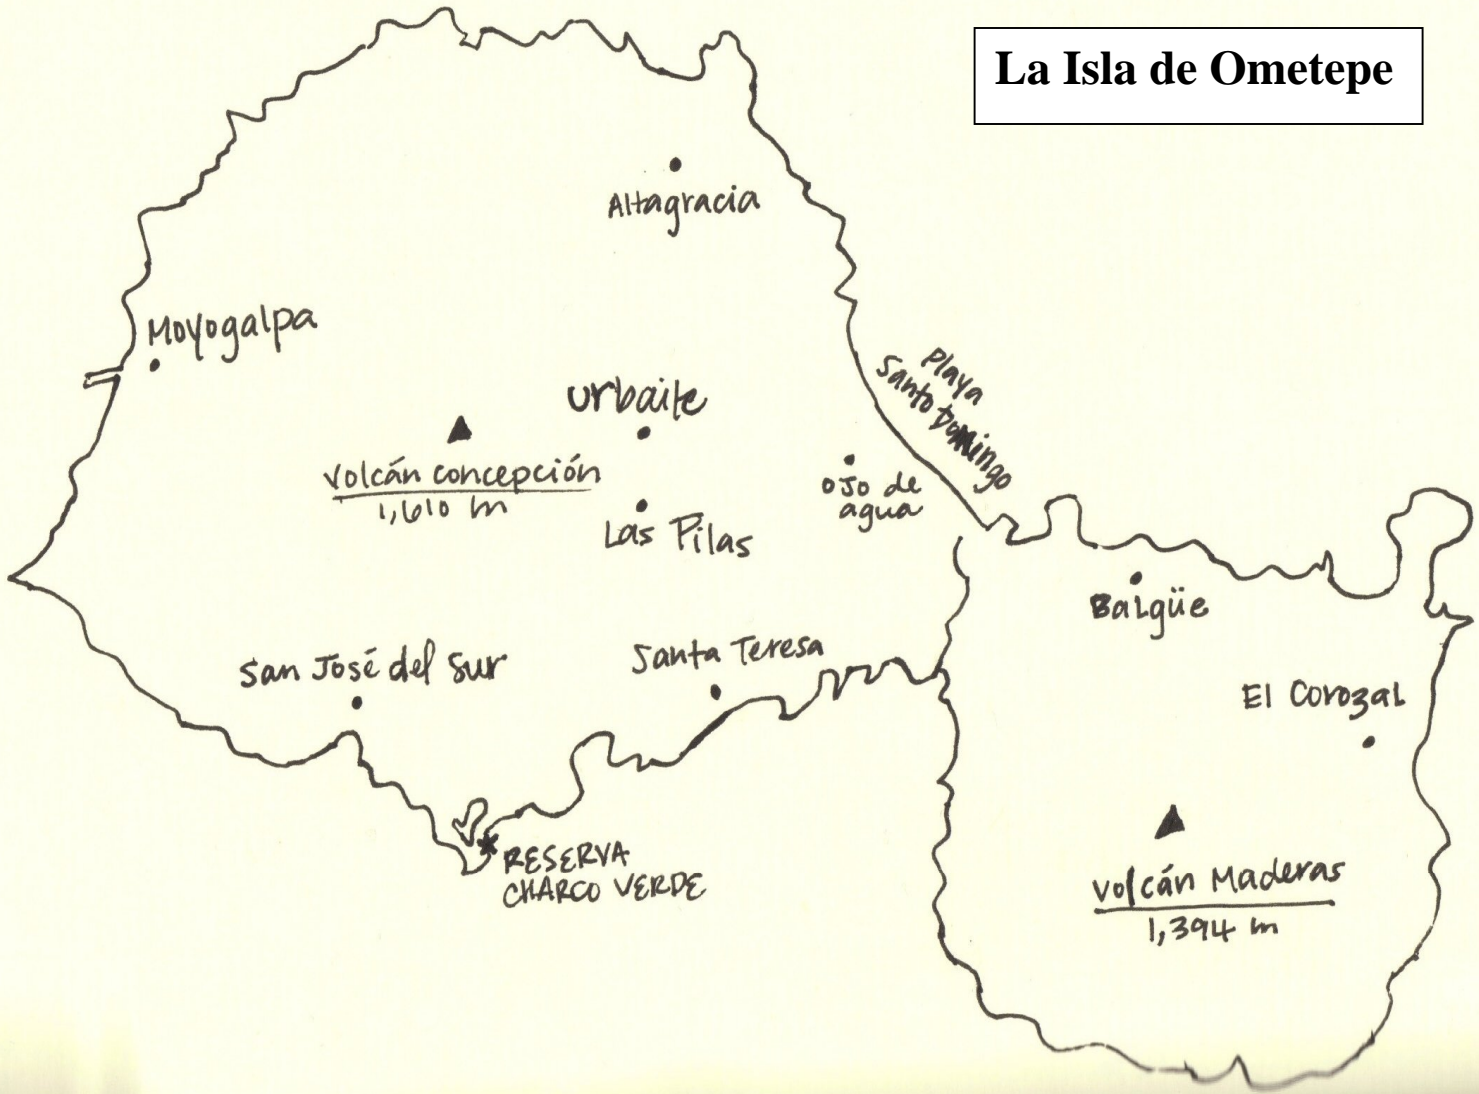 La Isla de Ometepe
Altagracia
Moyogalpa
Playa
Santo Domingo
urbaite
volcán concepción
1,610 m
ojo de
agua
Las Pilas
Balgüe
San José del Sur
Santa Teresa
El Corozal
RESERVA
CHARCO VERDE
volcán Maderas
1,394 m